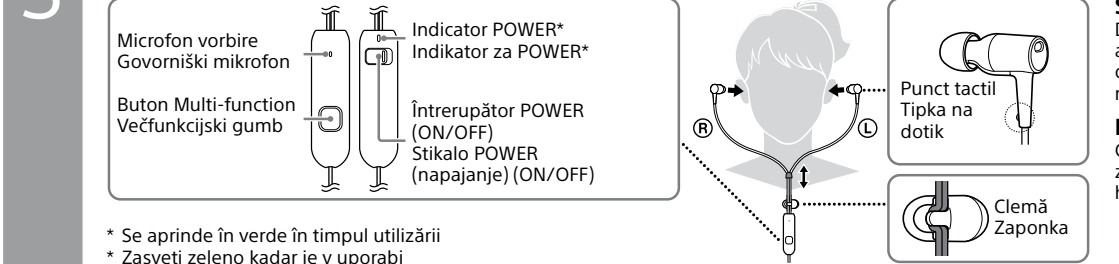 Microfon vorbire
Govorniški mikrofon
Buton Multi-function
Večfunkcijski gumb
Indicator POWER*
Indikator za POWER*
Întrerupător POWER
(ON/OFF)
Stikalo POWER
(napajanje) (ON/OFF)
R
L
Punct tactil
Tipka na
dotik
Clemă
Zaponka
* Se aprinde în verde în timpul utilizării
* Zasveti zeleno kadar je v uporabi